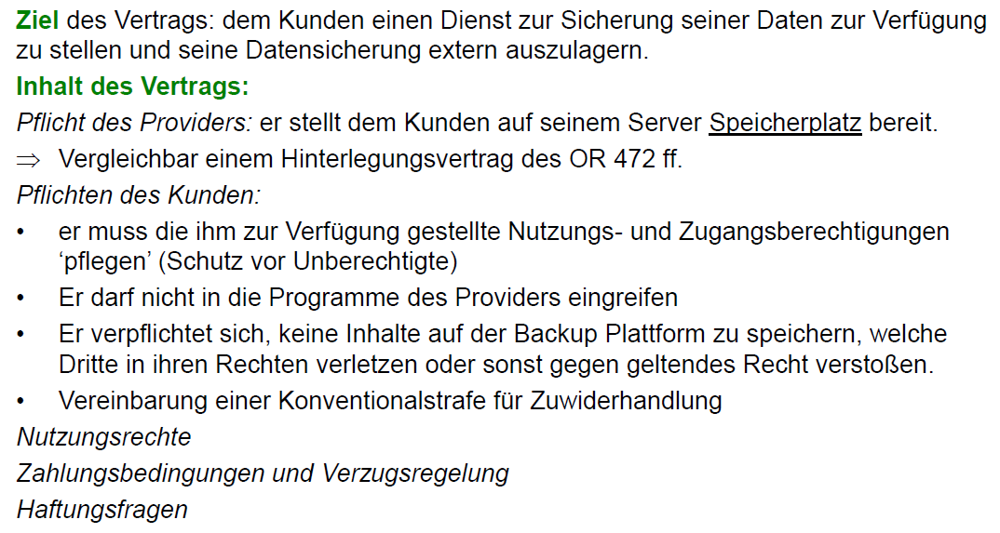 Ziel des Vertrags: dem Kunden einen Dienst zur Sicherung seiner Daten zur Verfügung
zu stellen und seine Datensicherung extern auszulagern.
Inhalt des Vertrags:
Pflicht des Providers: er stellt dem Kunden auf seinem Server Speicherplatz bereit.
⇒ Vergleichbar einem Hinterlegungsvertrag des OR 472 ff.
Pflichten des Kunden:
• er muss die ihm zur Verfügung gestellte Nutzungs- und Zugangsberechtigungen
‘pflegen’ (Schutz vor Unberechtigte)
• Er darf nicht in die Programme des Providers eingreifen
• Er verpflichtet sich, keine Inhalte auf der Backup Plattform zu speichern, welche
Dritte in ihren Rechten verletzen oder sonst gegen geltendes Recht verstoßen.
• Vereinbarung einer Konventionalstrafe für Zuwiderhandlung
Nutzungsrechte
Zahlungsbedingungen und Verzugsregelung
Haftungsfragen